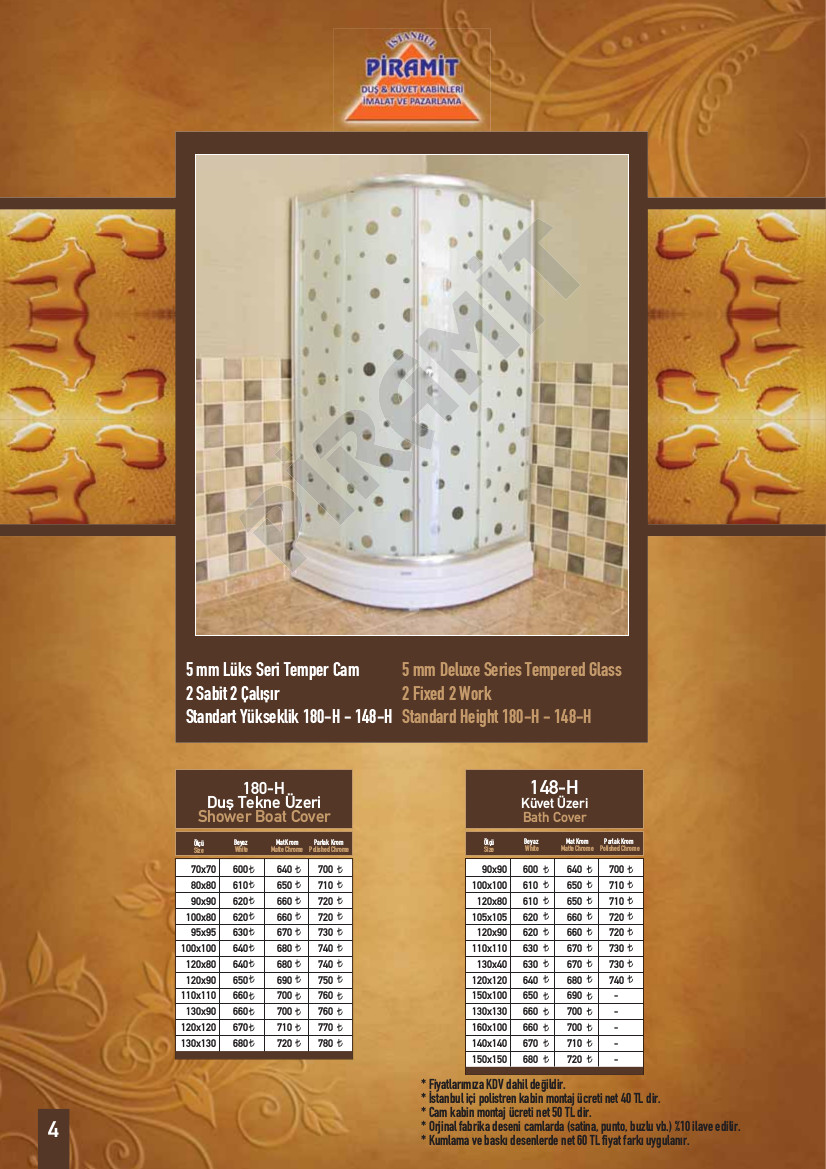 İSTANBUL
PİRAMİT
DUŞ & KÜVET KABİNLERİ
İMALAT VE PAZARLAMA
PİRAMİT
5 mm Lüks Seri Temper Cam
2 Sabit 2 Çalışır
Standart Yükseklik 180-H - 148-H
5 mm Deluxe Series Tempered Glass
2 Fixed 2 Work
Standard Height 180-H - 148-H
180-H
Duş Tekne Üzeri
Shower Boat Cover
Ölçü Beyaz Mat Krom Parlak Krom
Size White Matte Chrome Polished Chrome
70x70 600₺ 640 ₺ 700 ₺
80x80 610₺ 650 ₺ 710 ₺
90x90 620₺ 660 ₺ 720 ₺
100x80 620₺ 660 ₺ 720 ₺
95x95 630₺ 670 ₺ 730 ₺
100x100 640₺ 680 ₺ 740 ₺
120x80 640₺ 680 ₺ 740 ₺
120x90 650₺ 690 ₺ 750 ₺
110x110 660₺ 700 ₺ 760 ₺
130x90 660₺ 700 ₺ 760 ₺
120x120 670₺ 710 ₺ 770 ₺
130x130 680₺ 720 ₺ 780 ₺
148-H
Küvet Üzeri
Bath Cover
Ölçü Beyaz Mat Krom Parlak Krom
Size White Matte Chrome Polished Chrome
90x90 600 ₺ 640 ₺ 700 ₺
100x100 610 ₺ 650 ₺ 710 ₺
120x80 610 ₺ 650 ₺ 710 ₺
105x105 620 ₺ 660 ₺ 720 ₺
120x90 620 ₺ 660 ₺ 720 ₺
110x110 630 ₺ 670 ₺ 730 ₺
130x40 630 ₺ 670 ₺ 730 ₺
120x120 640 ₺ 680 ₺ 740 ₺
150x100 650 ₺ 690 ₺ -
130x130 660 ₺ 700 ₺ -
160x100 660 ₺ 700 ₺ -
140x140 670 ₺ 710 ₺ -
150x150 680 ₺ 720 ₺ -
* Fiyatlarımıza KDV dahil değildir.
* İstanbul içi polistren kabin montaj ücreti net 40 TL dir.
* Cam kabin montaj ücreti net 50 TL dir.
* Orjinal fabrika deseni camlarda (satina, punto, buzlu vb.) %10 ilave edilir.
* Kumlama ve baskı desenlerde net 60 TL fiyat farkı uygulanır.
4